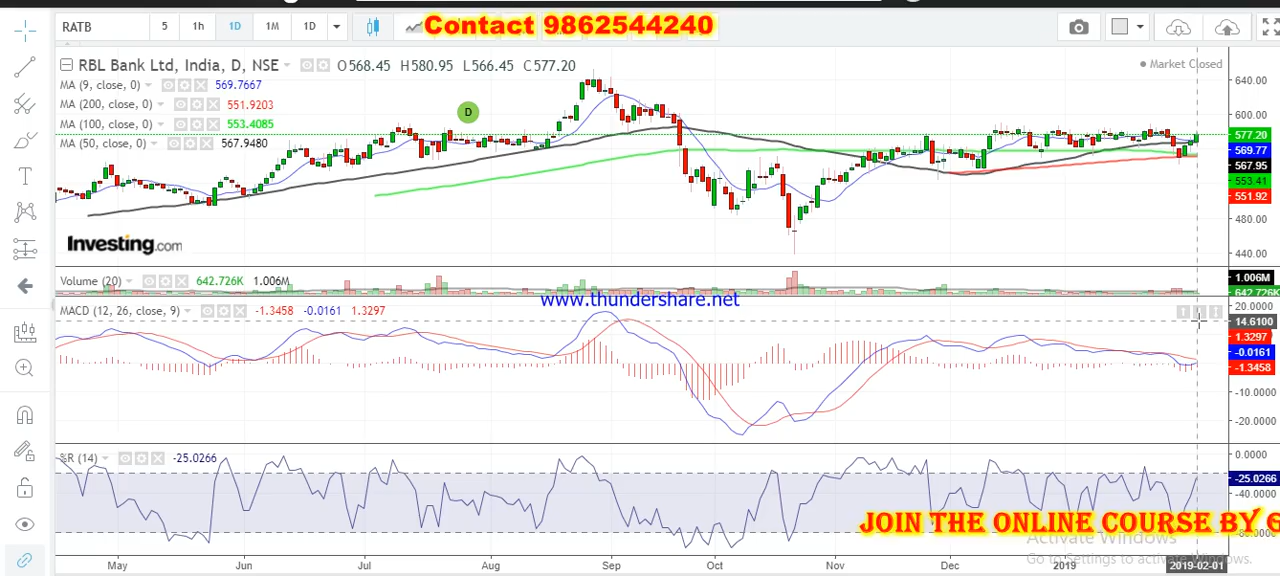 RATB 5 1h 1D 1M 1D Contact 9862544240
RBL Bank Ltd, India, D, NSE O568.45 H580.95 L566.45 C577.20 Market Closed
MA (9, close, 0) 569.7667
MA (200, close, 0) 551.9203
MA (100, close, 0) 553.4085
MA (50, close, 0) 567.9480
D
640.00
600.00
577.20
560.00
569.77
567.95
553.41
551.92
480.00
440.00
Investing.com
Volume (20) 642.726K 1.006M
1.006M
642.726K
www.thundershare.net
MACD (12, 26, close, 9) -1.3458 -0.0161 1.3297
20.0000
14.6100
1.3297
-0.0161
-1.3458
-10.0000
-20.0000
%R (14) -25.0266
0.0000
-25.0266
-40.0000
JOIN THE ONLINE COURSE BY
Activate Windows
Go to Settings to activate Windows.
May Jun Jul Aug Sep Oct Nov Dec 2019 2019-02-01
T